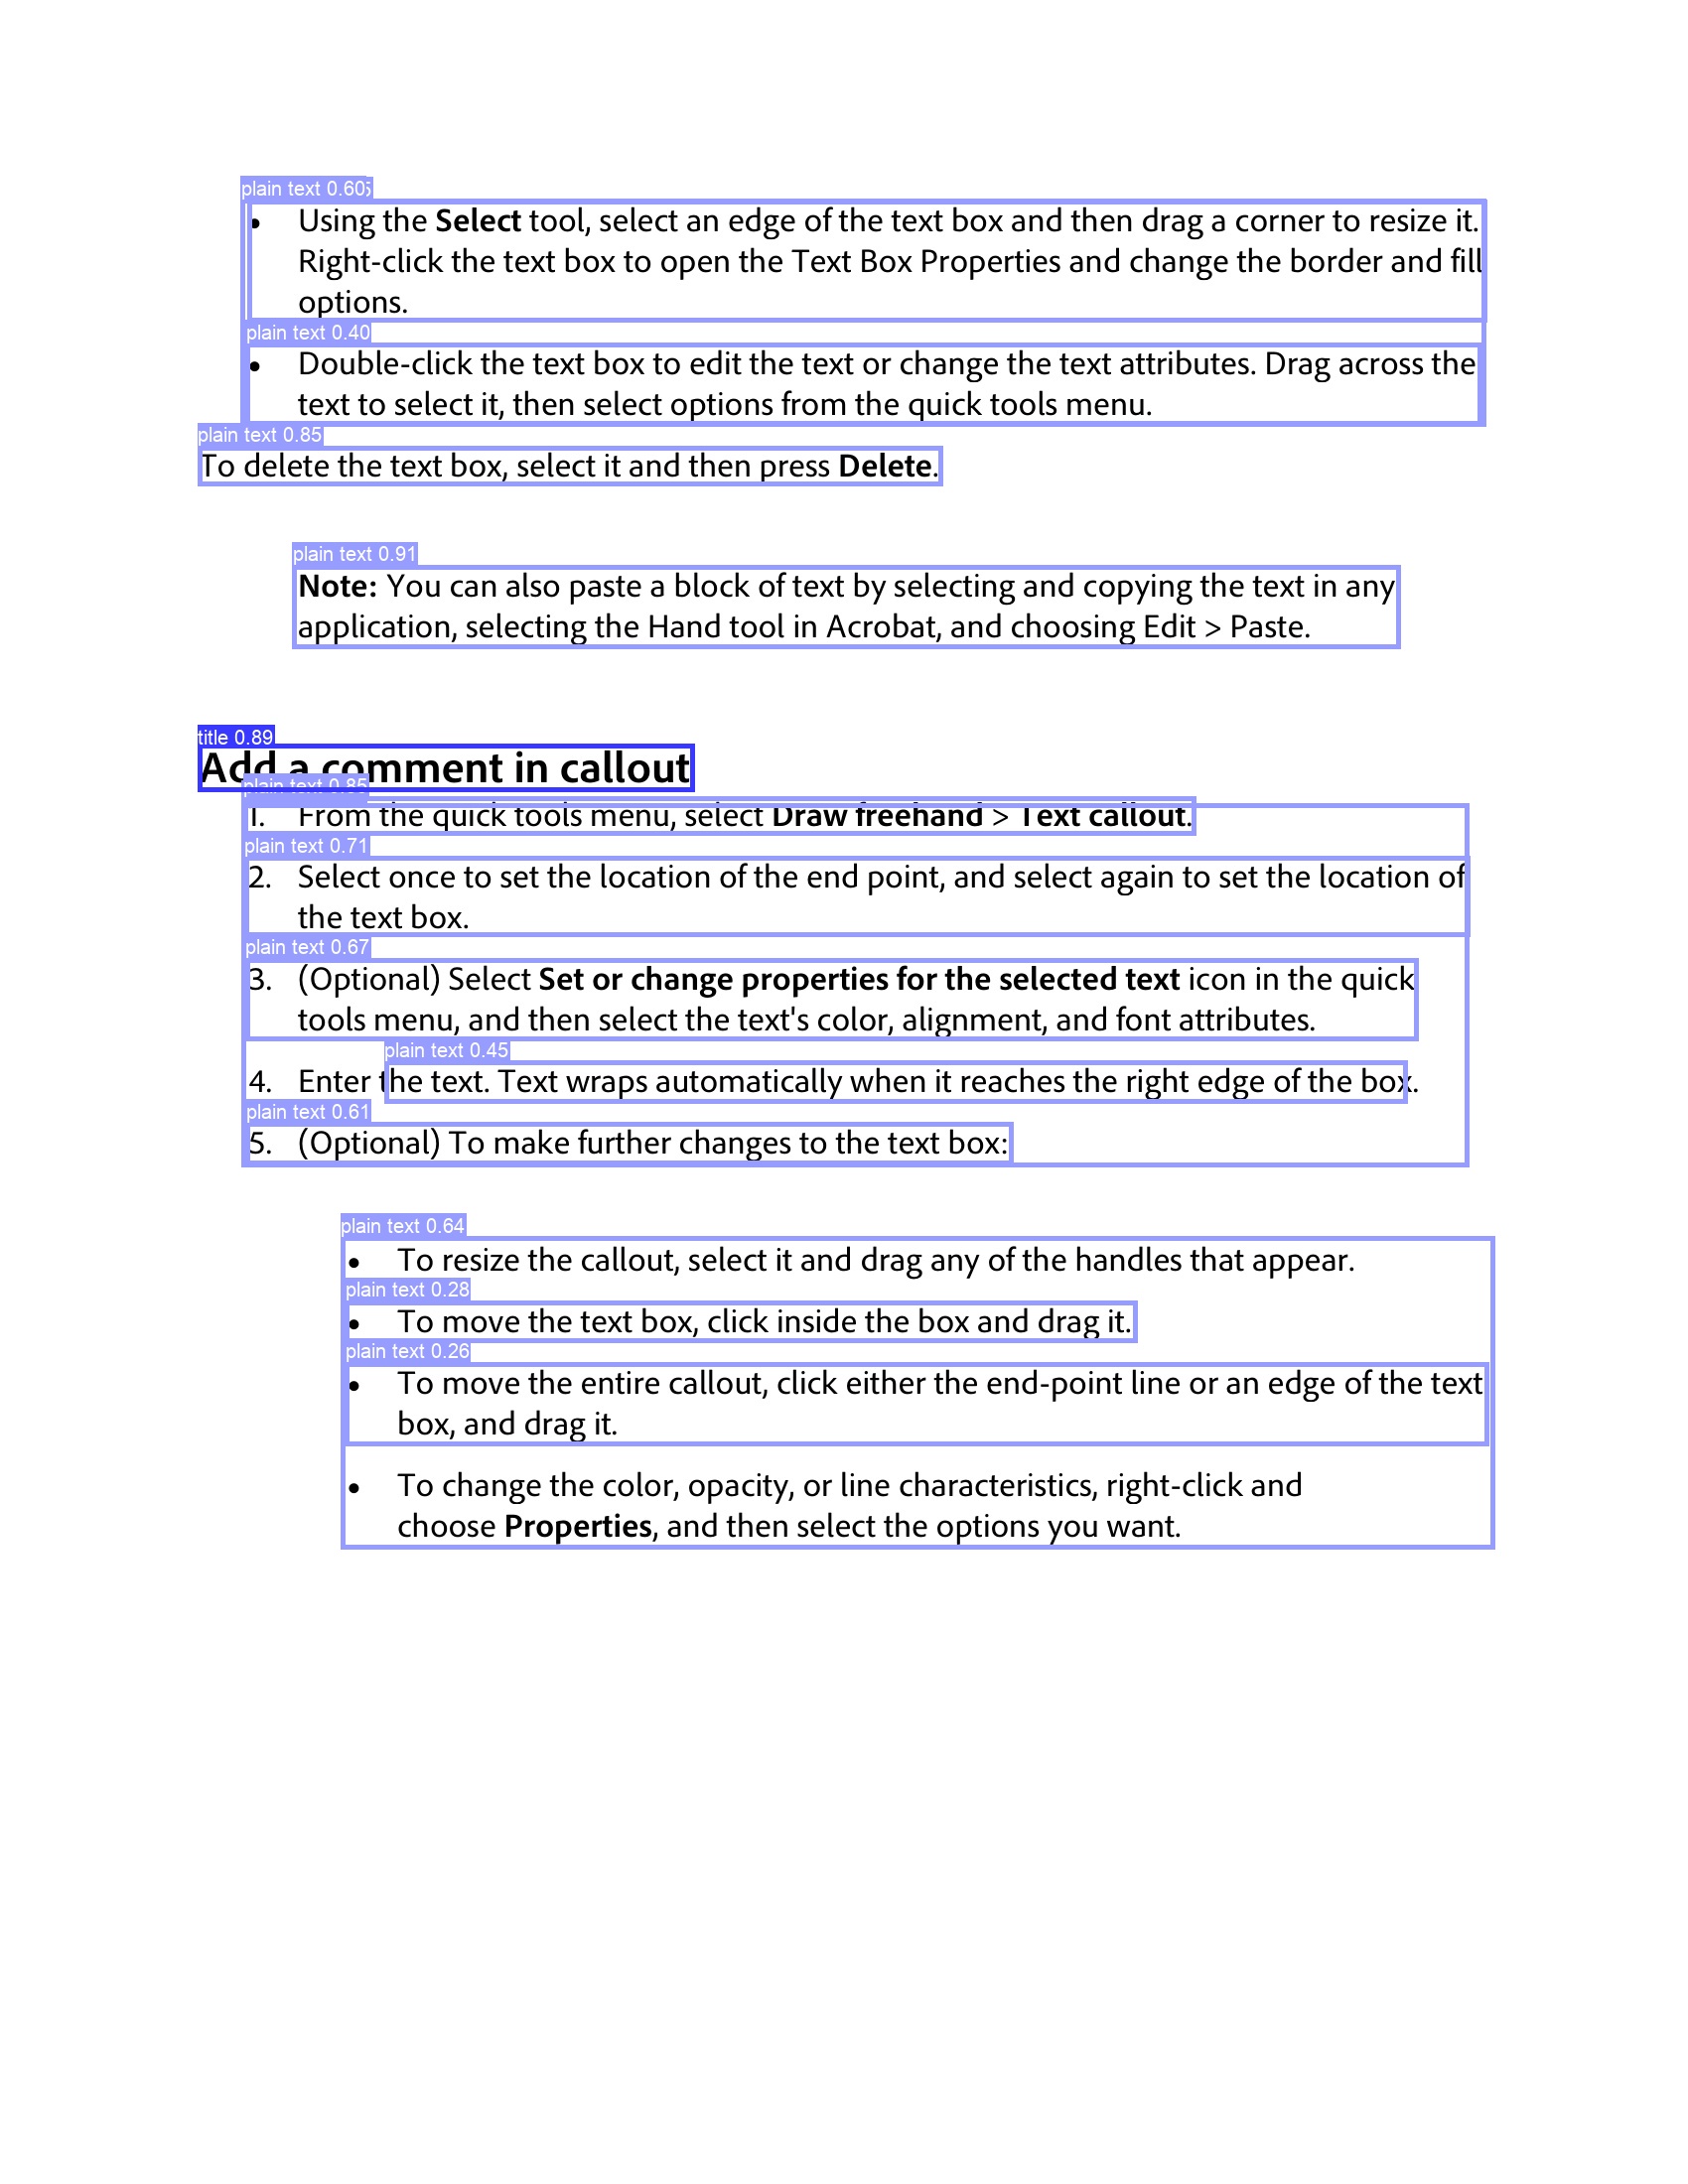 plain text 0.60
• Using the Select tool, select an edge of the text box and then drag a corner to resize it.
Right-click the text box to open the Text Box Properties and change the border and fill
options.
plain text 0.40
• Double-click the text box to edit the text or change the text attributes. Drag across the
text to select it, then select options from the quick tools menu.
plain text 0.85
To delete the text box, select it and then press Delete.
plain text 0.91
Note: You can also paste a block of text by selecting and copying the text in any
application, selecting the Hand tool in Acrobat, and choosing Edit > Paste.
title 0.89
Add a comment in callout
plain text 0.85
1. From the quick tools menu, select Draw freehand > Text callout.
plain text 0.71
2. Select once to set the location of the end point, and select again to set the location of
the text box.
plain text 0.67
3. (Optional) Select Set or change properties for the selected text icon in the quick
tools menu, and then select the text's color, alignment, and font attributes.
plain text 0.45
4. Enter the text. Text wraps automatically when it reaches the right edge of the box.
plain text 0.61
5. (Optional) To make further changes to the text box:
plain text 0.64
• To resize the callout, select it and drag any of the handles that appear.
plain text 0.28
• To move the text box, click inside the box and drag it.
plain text 0.26
• To move the entire callout, click either the end-point line or an edge of the text
box, and drag it.
• To change the color, opacity, or line characteristics, right-click and
choose Properties, and then select the options you want.